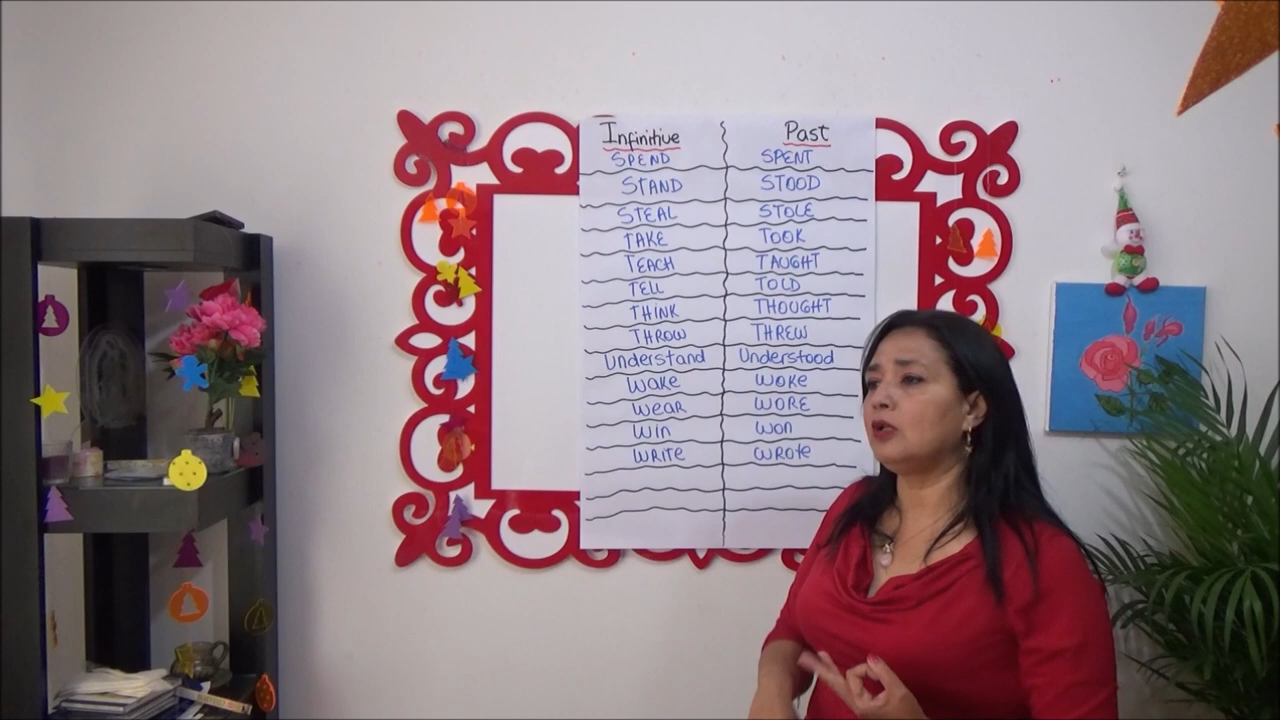 Infinitive Past
SPEND SPENT
STAND STOOD
STEAL STOLE
TAKE TOOK
TEACH TAUGHT
TELL TOLD
THINK THOUGHT
THROW THREW
Understand Understood
Wake Woke
Wear Wore
Win Won
Write Wrote